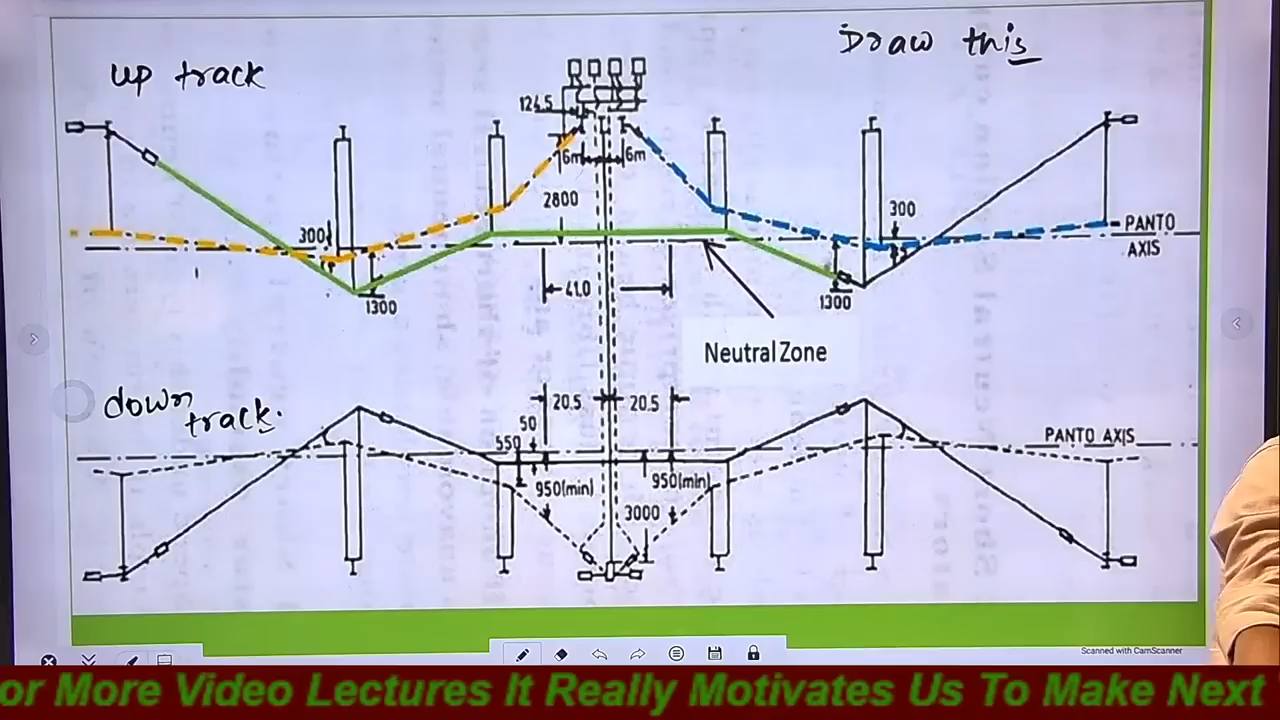 up track
Draw this
124.5
6m
6m
2800
300
300
PANTO
AXIS
41.0
1300
1300
Neutral Zone
down
track.
20.5
20.5
50
550
PANTO AXIS
950(min)
950(min)
3000
Scanned with CamScanner
or More Video Lectures It Really Motivates Us To Make Next